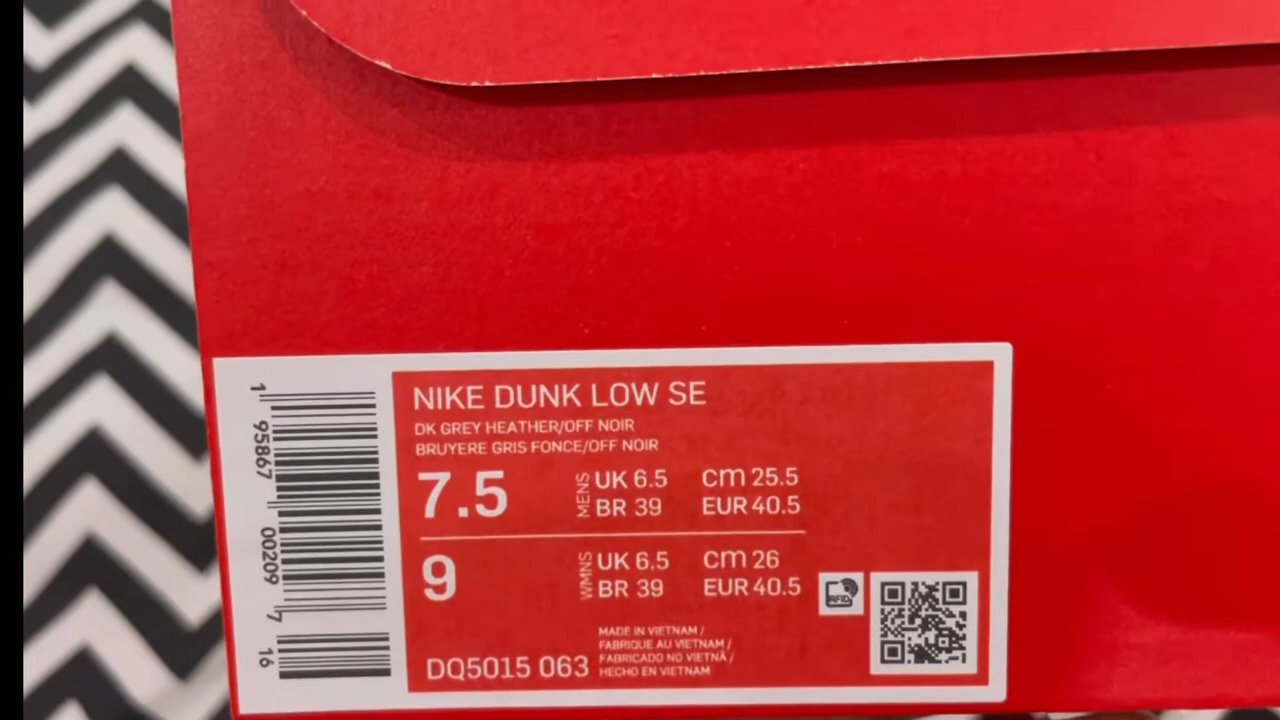 NIKE DUNK LOW SE
DK GREY HEATHER/OFF NOIR
BRUYERE GRIS FONCE/OFF NOIR
7.5 MENS UK 6.5 CM 25.5
BR 39 EUR 40.5
9 WMNS UK 6.5 CM 26
BR 39 EUR 40.5
RFID
DQ5015 063
MADE IN VIETNAM /
FABRIQUE AU VIETNAM /
FABRICADO NO VIETNÃ /
HECHO EN VIETNAM
1 95867 00209 7 16